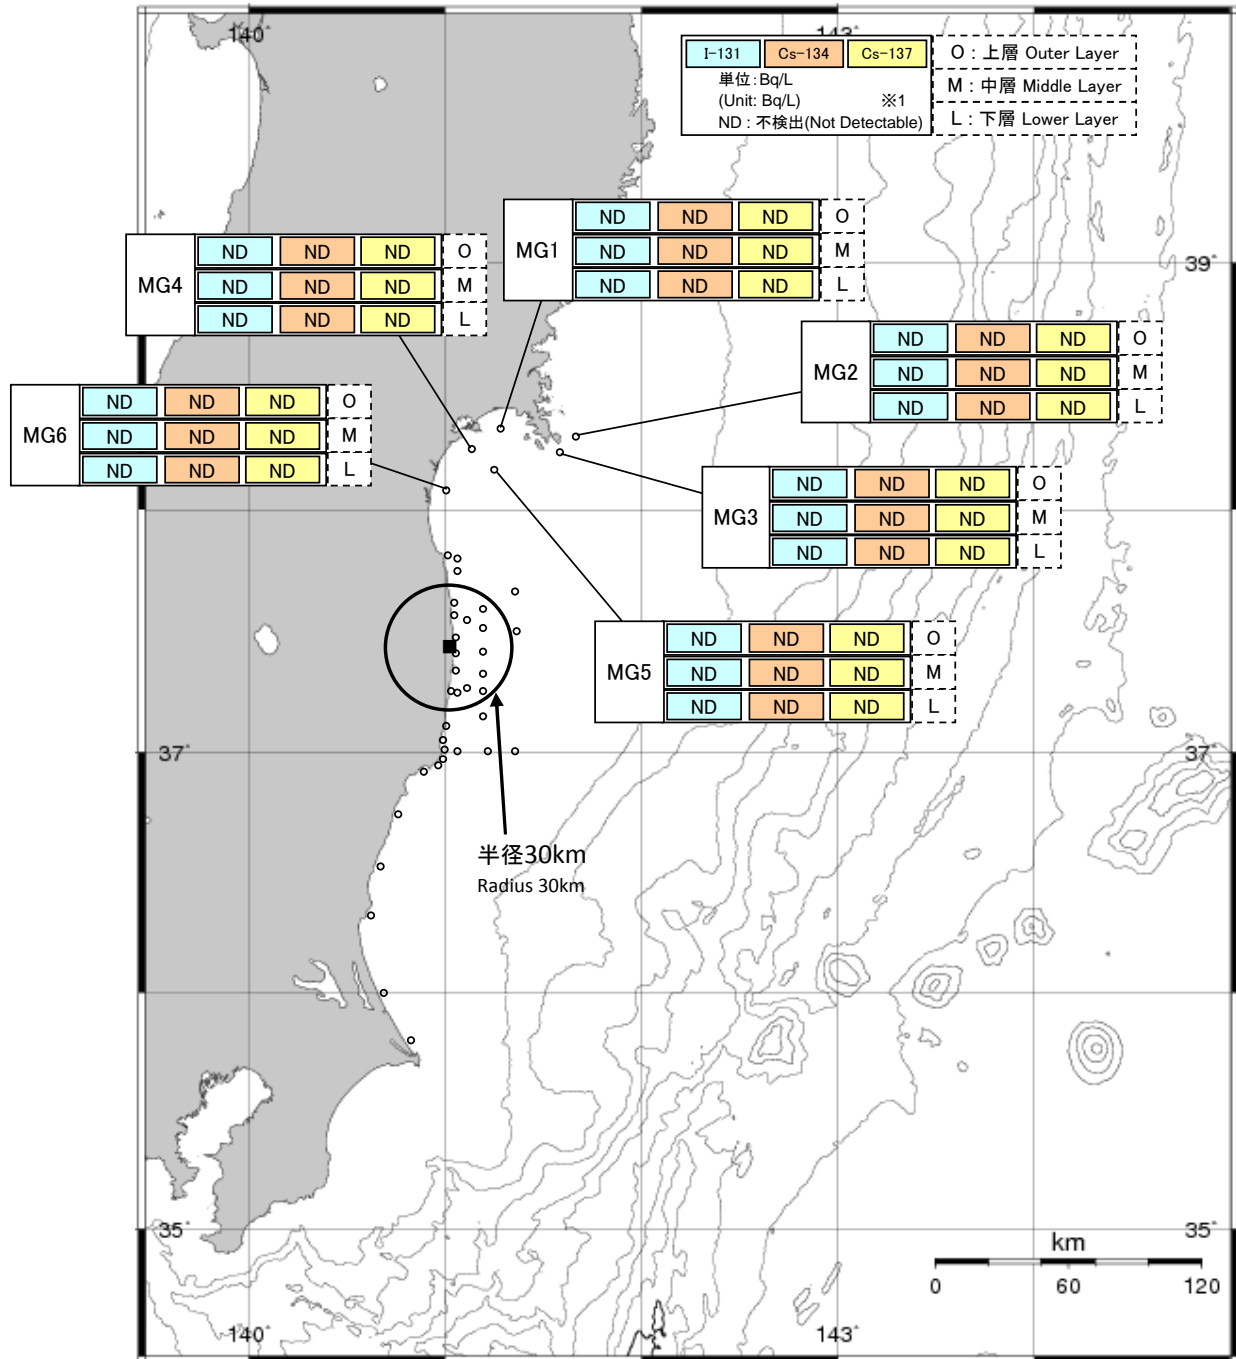 140°
143°
I-131 Cs-134 Cs-137
単位:Bq/L
(Unit: Bq/L) ※1
ND : 不検出(Not Detectable)
O : 上層 Outer Layer
M : 中層 Middle Layer
L : 下層 Lower Layer
MG1
ND ND ND O
ND ND ND M
ND ND ND L
MG4
ND ND ND O
ND ND ND M
ND ND ND L
39°
MG2
ND ND ND O
ND ND ND M
ND ND ND L
MG6
ND ND ND O
ND ND ND M
ND ND ND L
MG3
ND ND ND O
ND ND ND M
ND ND ND L
MG5
ND ND ND O
ND ND ND M
ND ND ND L
37°
37°
半径30km
Radius 30km
35°
35°
km
0 60 120
140°
143°